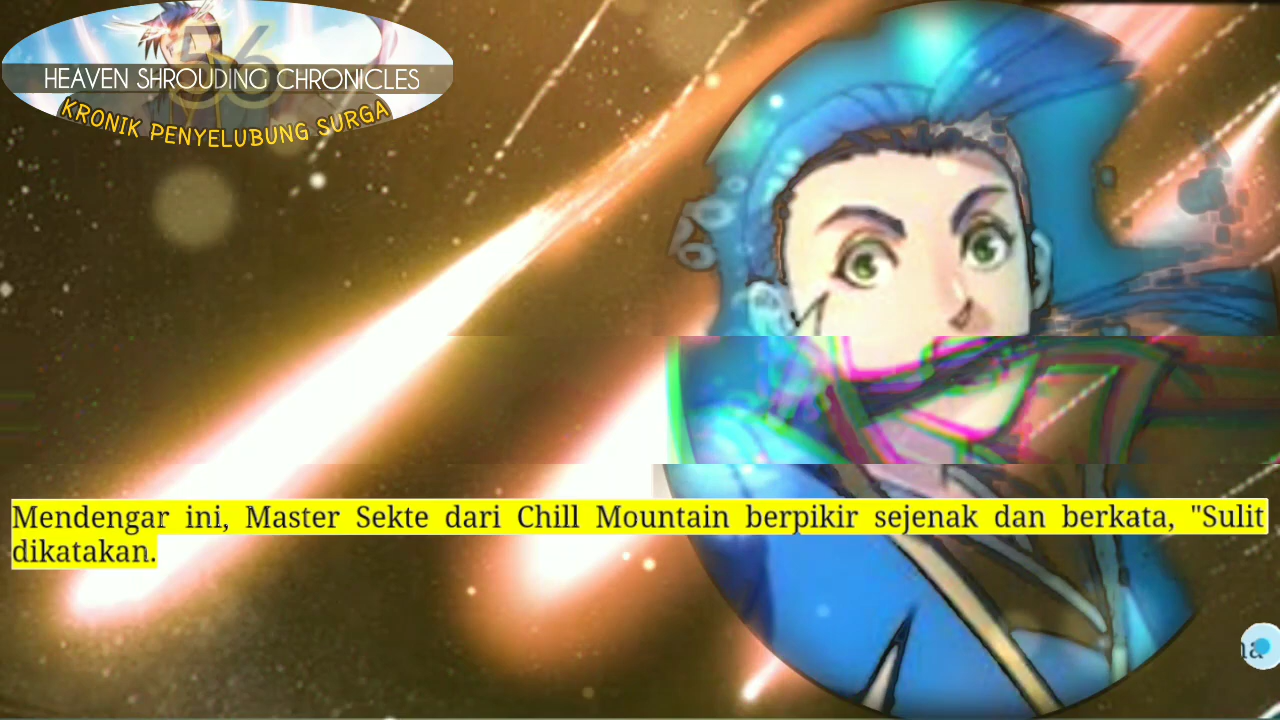 56
HEAVEN SHROUDING CHRONICLES
KRONIK PENYELUBUNG SURGA
Mendengar ini, Master Sekte dari Chill Mountain berpikir sejenak dan berkata, "Sulit
dikatakan.